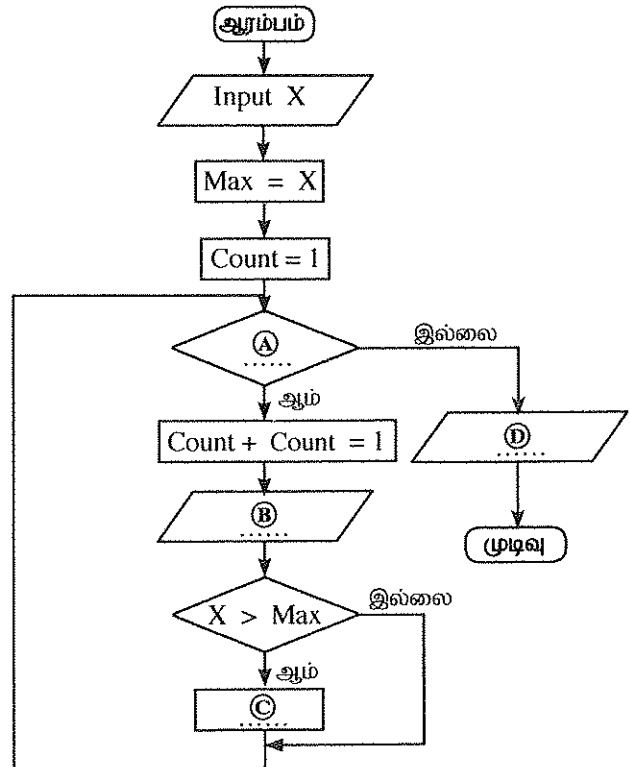 ஆரம்பம்
Input X
Max = X
Count = 1
Ⓐ
......
இல்லை
ஆம்
Count + Count = 1
Ⓓ
......
Ⓑ
......
முடிவு
X > Max
இல்லை
ஆம்
Ⓒ
......